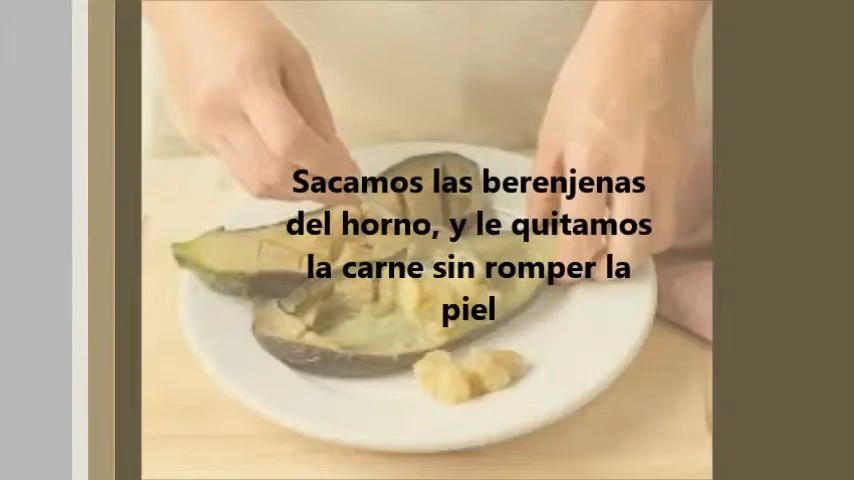 Sacamos las berenjenas
del horno, y le quitamos
la carne sin romper la
piel